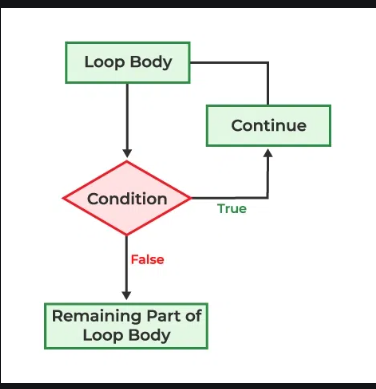 Loop Body
Continue
Condition
True
False
Remaining Part of
Loop Body